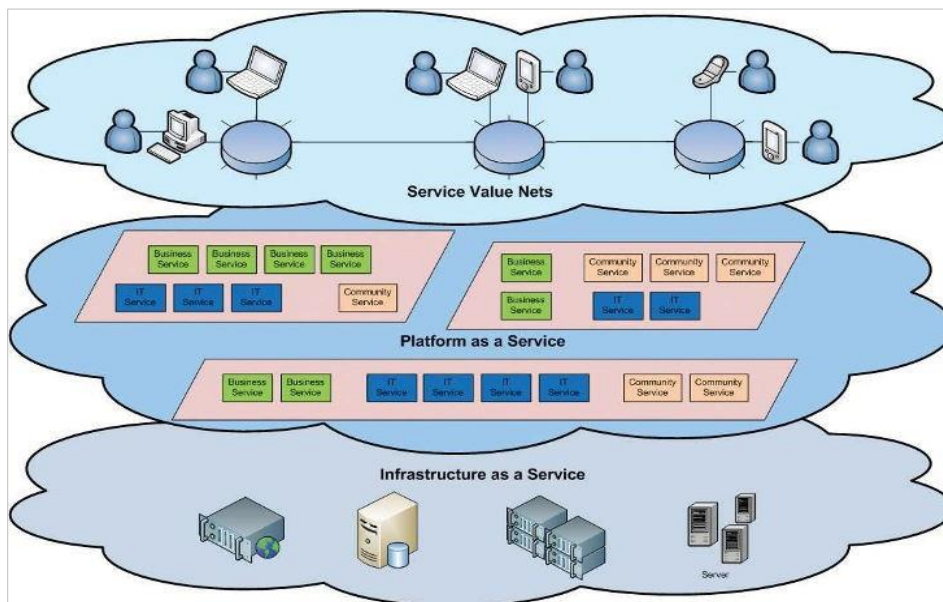 Service Value Nets
Business Service
Business Service
Business Service
Business Service
IT Service
IT Service
IT Service
Community Service
Business Service
Community Service
Community Service
Community Service
Business Service
IT Service
IT Service
Platform as a Service
Business Service
Business Service
IT Service
IT Service
IT Service
IT Service
Community Service
Community Service
Infrastructure as a Service
Server